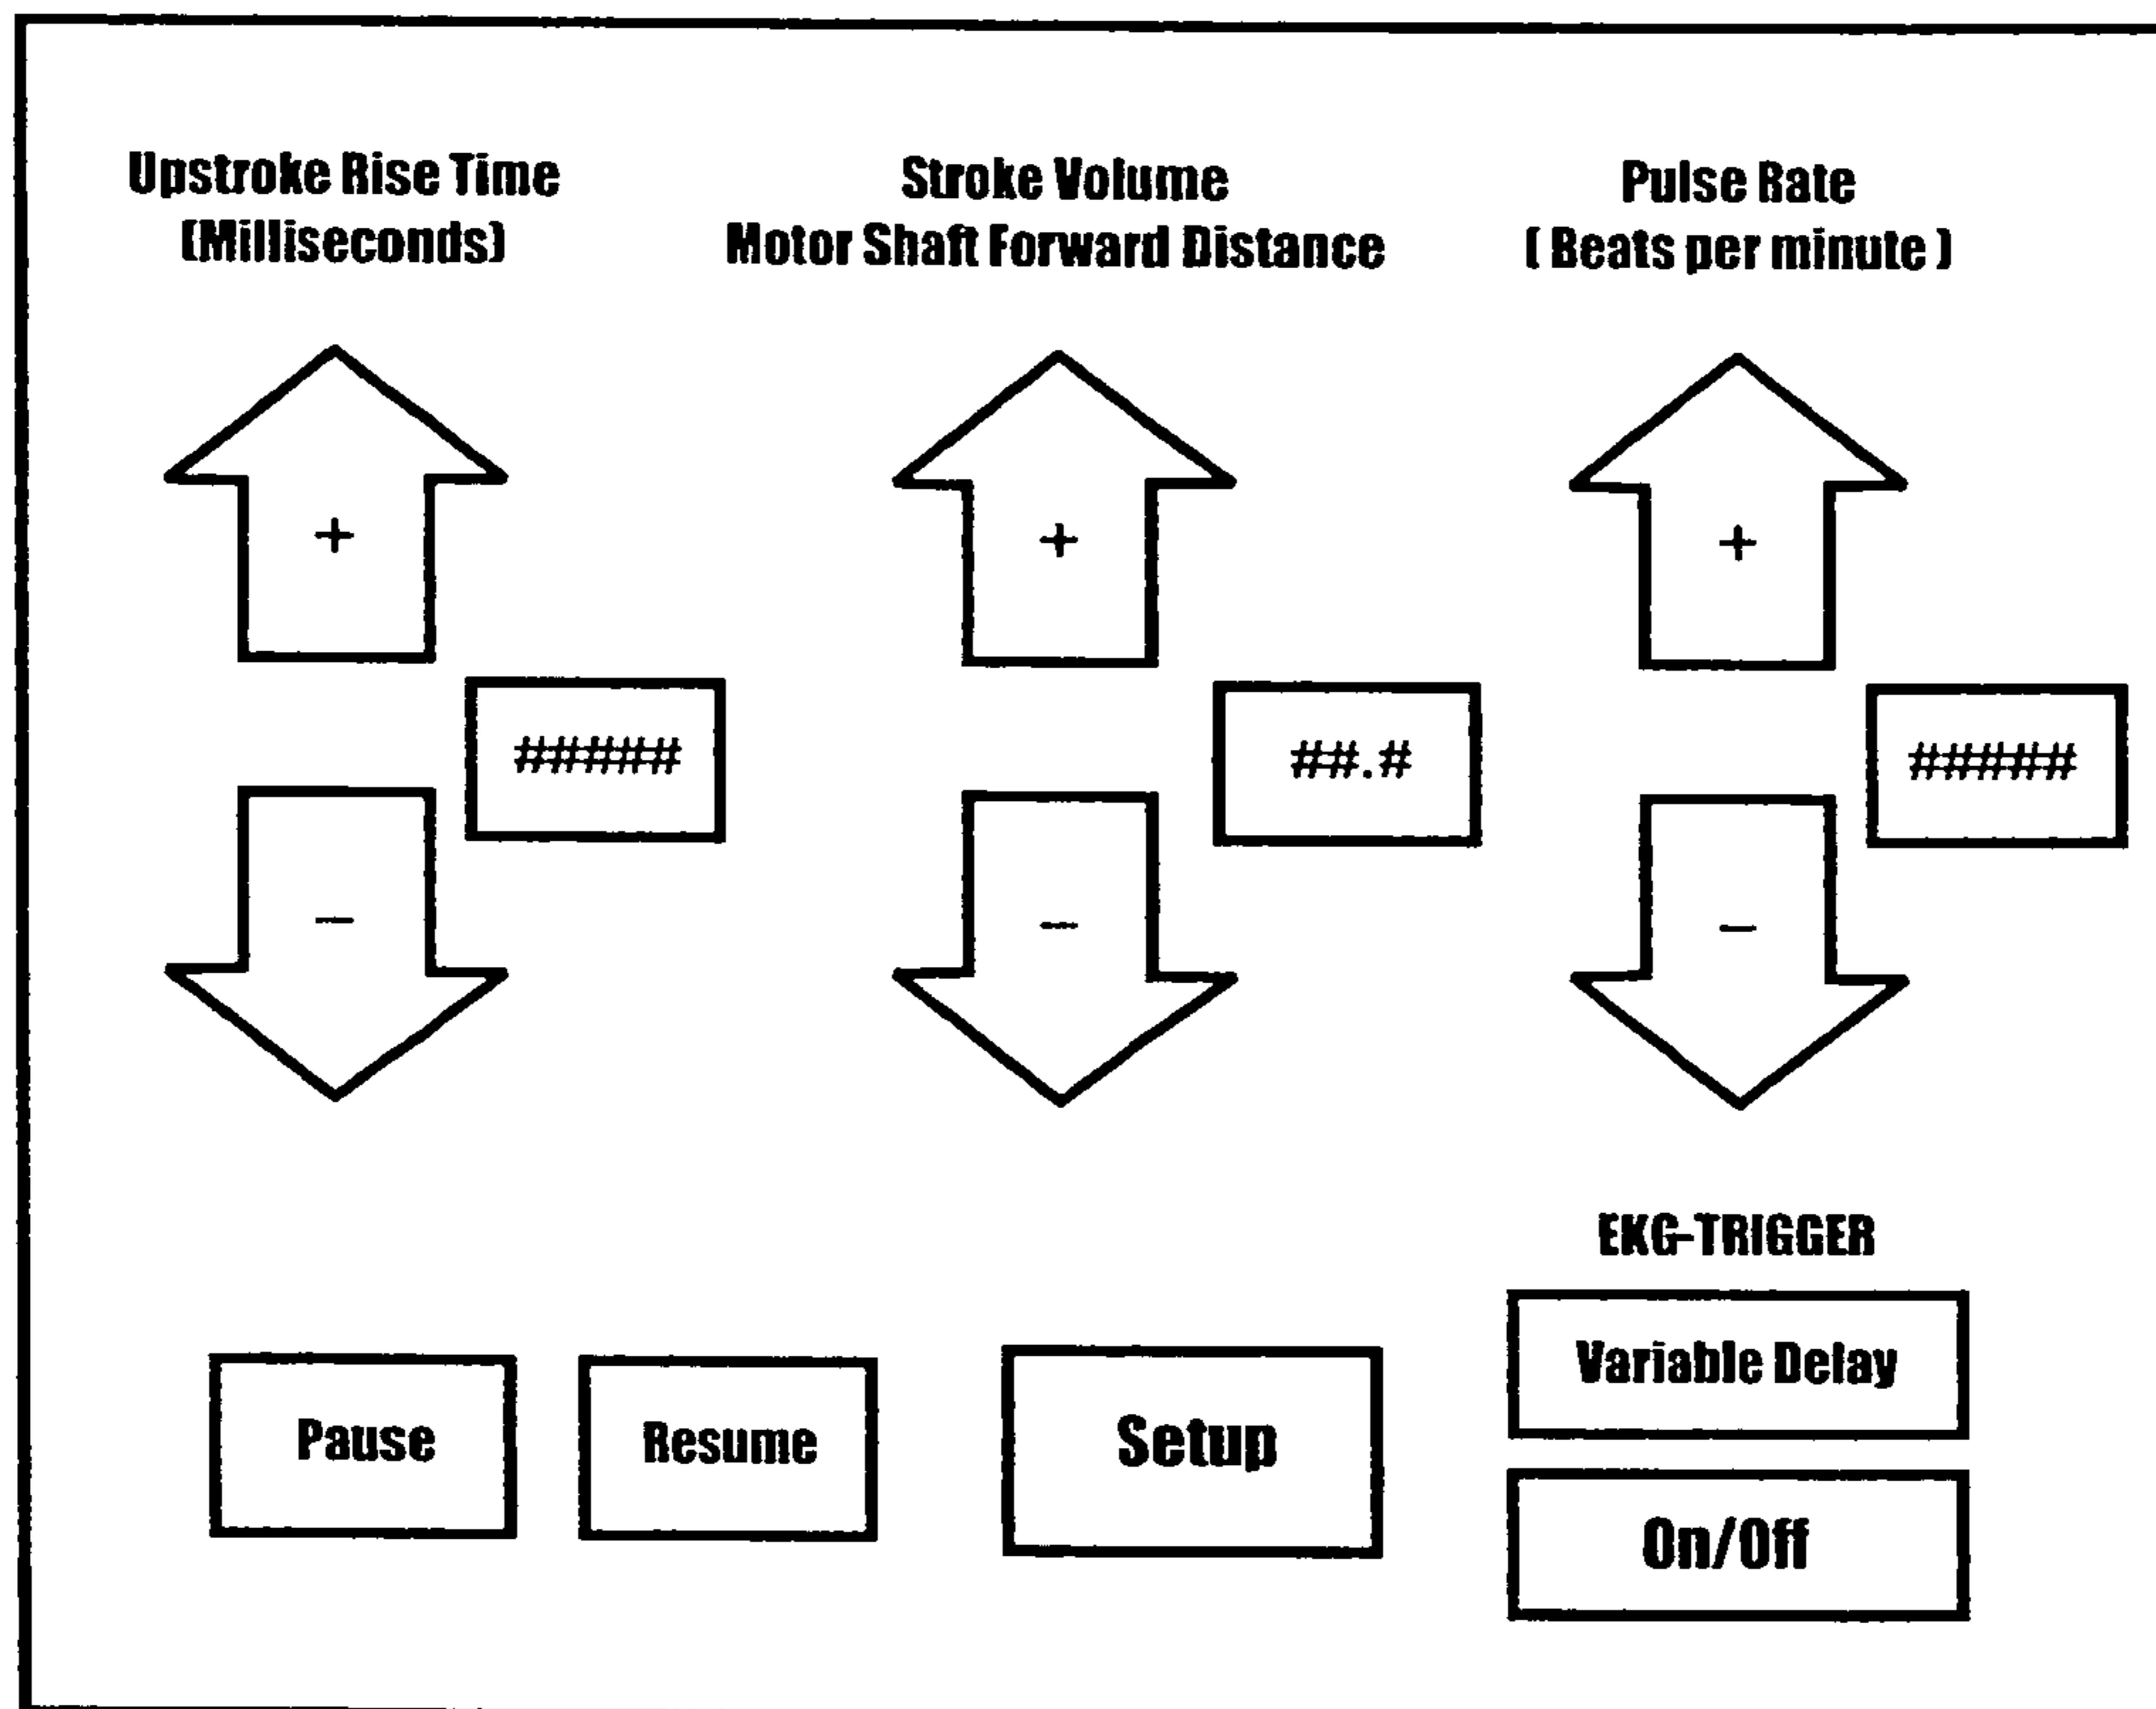 Upstroke Rise Time
(Milliseconds)
Stroke Volume
Motor Shaft Forward Distance
Pulse Rate
( Beats per minute )
+
+
+
#####
##.#
#####
–
–
–
EKG-TRIGGER
Variable Delay
Pause
Resume
Setup
On/Off